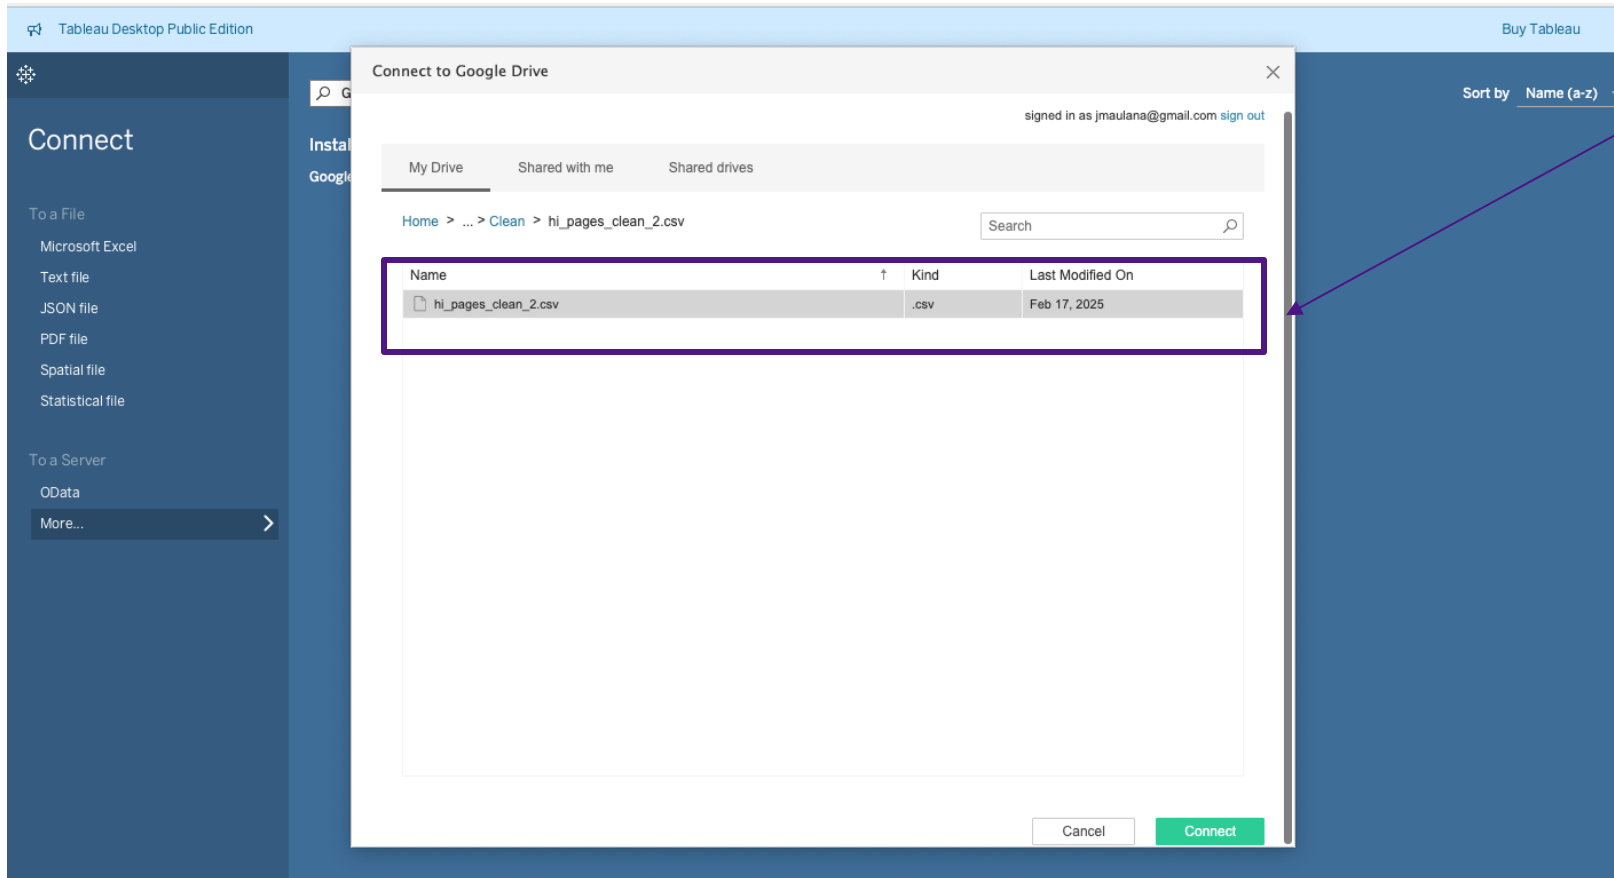 Tableau Desktop Public Edition
Buy Tableau
Connect
To a File
Microsoft Excel
Text file
JSON file
PDF file
Spatial file
Statistical file
To a Server
OData
More...
G
Sort by Name (a-z)
Instal
Google
Connect to Google Drive
signed in as jmaulana@gmail.com sign out
My Drive Shared with me Shared drives
Home > ... > Clean > hi_pages_clean_2.csv
Search
Name ↑ Kind Last Modified On
hi_pages_clean_2.csv .csv Feb 17, 2025
Cancel Connect